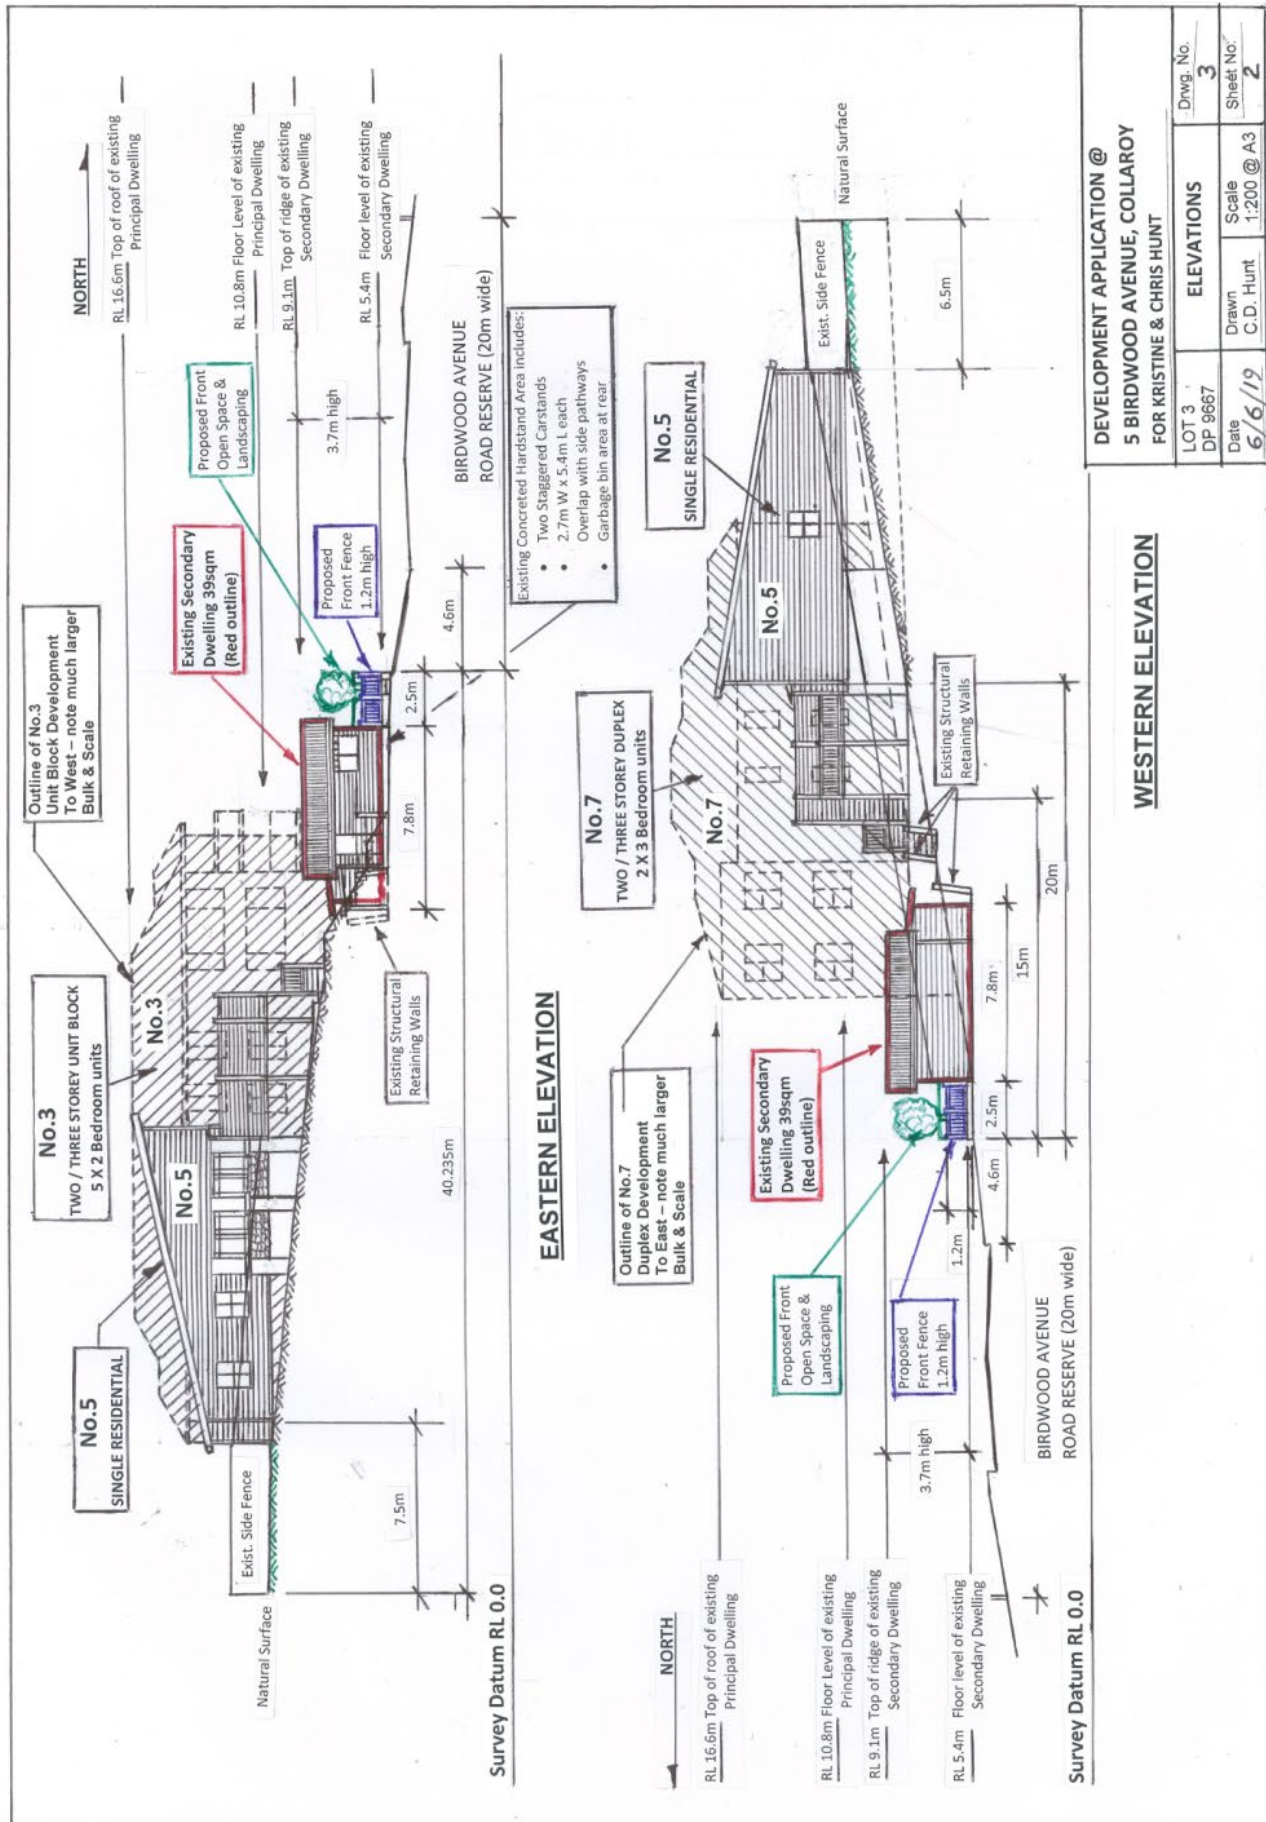 NORTH
RL 16.6m Top of roof of existing
Principal Dwelling
RL 10.8m Floor Level of existing
Principal Dwelling
RL 9.1m Top of ridge of existing
Secondary Dwelling
RL 5.4m Floor level of existing
Secondary Dwelling
Outline of No.3
Unit Block Development
To West – note much larger
Bulk & Scale
Proposed Front
Open Space &
Landscaping
Existing Secondary
Dwelling 39sqm
(Red outline)
Proposed
Front Fence
1.2m high
3.7m high
BIRDWOOD AVENUE
ROAD RESERVE (20m wide)
Existing Concreted Hardstand Area includes:
• Two Staggered Carstands
• 2.7m W x 5.4m L each
Overlap with side pathways
• Garbage bin area at rear
4.6m
2.5m
7.8m
No.3
TWO / THREE STOREY UNIT BLOCK
5 X 2 Bedroom units
No.3
No.5
No.5
SINGLE RESIDENTIAL
Existing Structural
Retaining Walls
40.235m
7.5m
Exist. Side Fence
Natural Surface
Survey Datum RL 0.0
EASTERN ELEVATION
Natural Surface
Exist. Side Fence
6.5m
No.5
SINGLE RESIDENTIAL
No.5
No.7
TWO / THREE STOREY DUPLEX
2 X 3 Bedroom units
No.7
Existing Structural
Retaining Walls
20m
15m
7.8m
2.5m
4.6m
1.2m
Outline of No.7
Duplex Development
To East – note much larger
Bulk & Scale
Existing Secondary
Dwelling 39sqm
(Red outline)
Proposed Front
Open Space &
Landscaping
Proposed
Front Fence
1.2m high
3.7m high
BIRDWOOD AVENUE
ROAD RESERVE (20m wide)
NORTH
RL 16.6m Top of roof of existing
Principal Dwelling
RL 10.8m Floor Level of existing
Principal Dwelling
RL 9.1m Top of ridge of existing
Secondary Dwelling
RL 5.4m Floor level of existing
Secondary Dwelling
Survey Datum RL 0.0
WESTERN ELEVATION
DEVELOPMENT APPLICATION @
5 BIRDWOOD AVENUE, COLLAROY
FOR KRISTINE & CHRIS HUNT
LOT 3
DP 9667
ELEVATIONS
Drwg. No.
3
Date
6/6/19
Drawn
C.D. Hunt
Scale
1:200 @ A3
Sheet No:
2